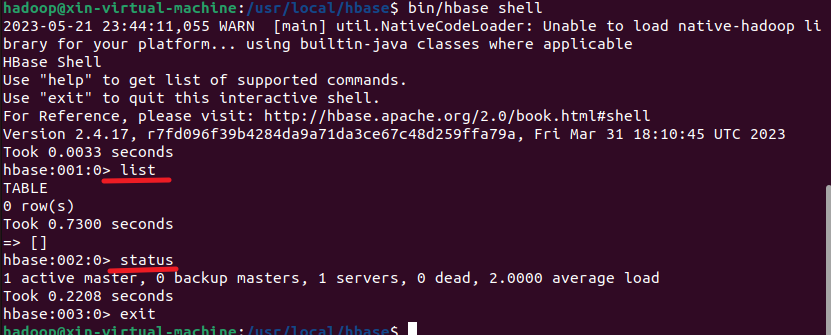 hadoop@xin-virtual-machine:/usr/local/hbase$ bin/hbase shell
2023-05-21 23:44:11,055 WARN  [main] util.NativeCodeLoader: Unable to load native-hadoop li
brary for your platform... using builtin-java classes where applicable
HBase Shell
Use "help" to get list of supported commands.
Use "exit" to quit this interactive shell.
For Reference, please visit: http://hbase.apache.org/2.0/book.html#shell
Version 2.4.17, r7fd096f39b4284da9a71da3ce67c48d259ffa79a, Fri Mar 31 18:10:45 UTC 2023
Took 0.0033 seconds
hbase:001:0> list
TABLE
0 row(s)
Took 0.7300 seconds
=> []
hbase:002:0> status
1 active master, 0 backup masters, 1 servers, 0 dead, 2.0000 average load
Took 0.2208 seconds
hbase:003:0> exit
hadoop@xin-virtual-machine:/usr/local/hbase$